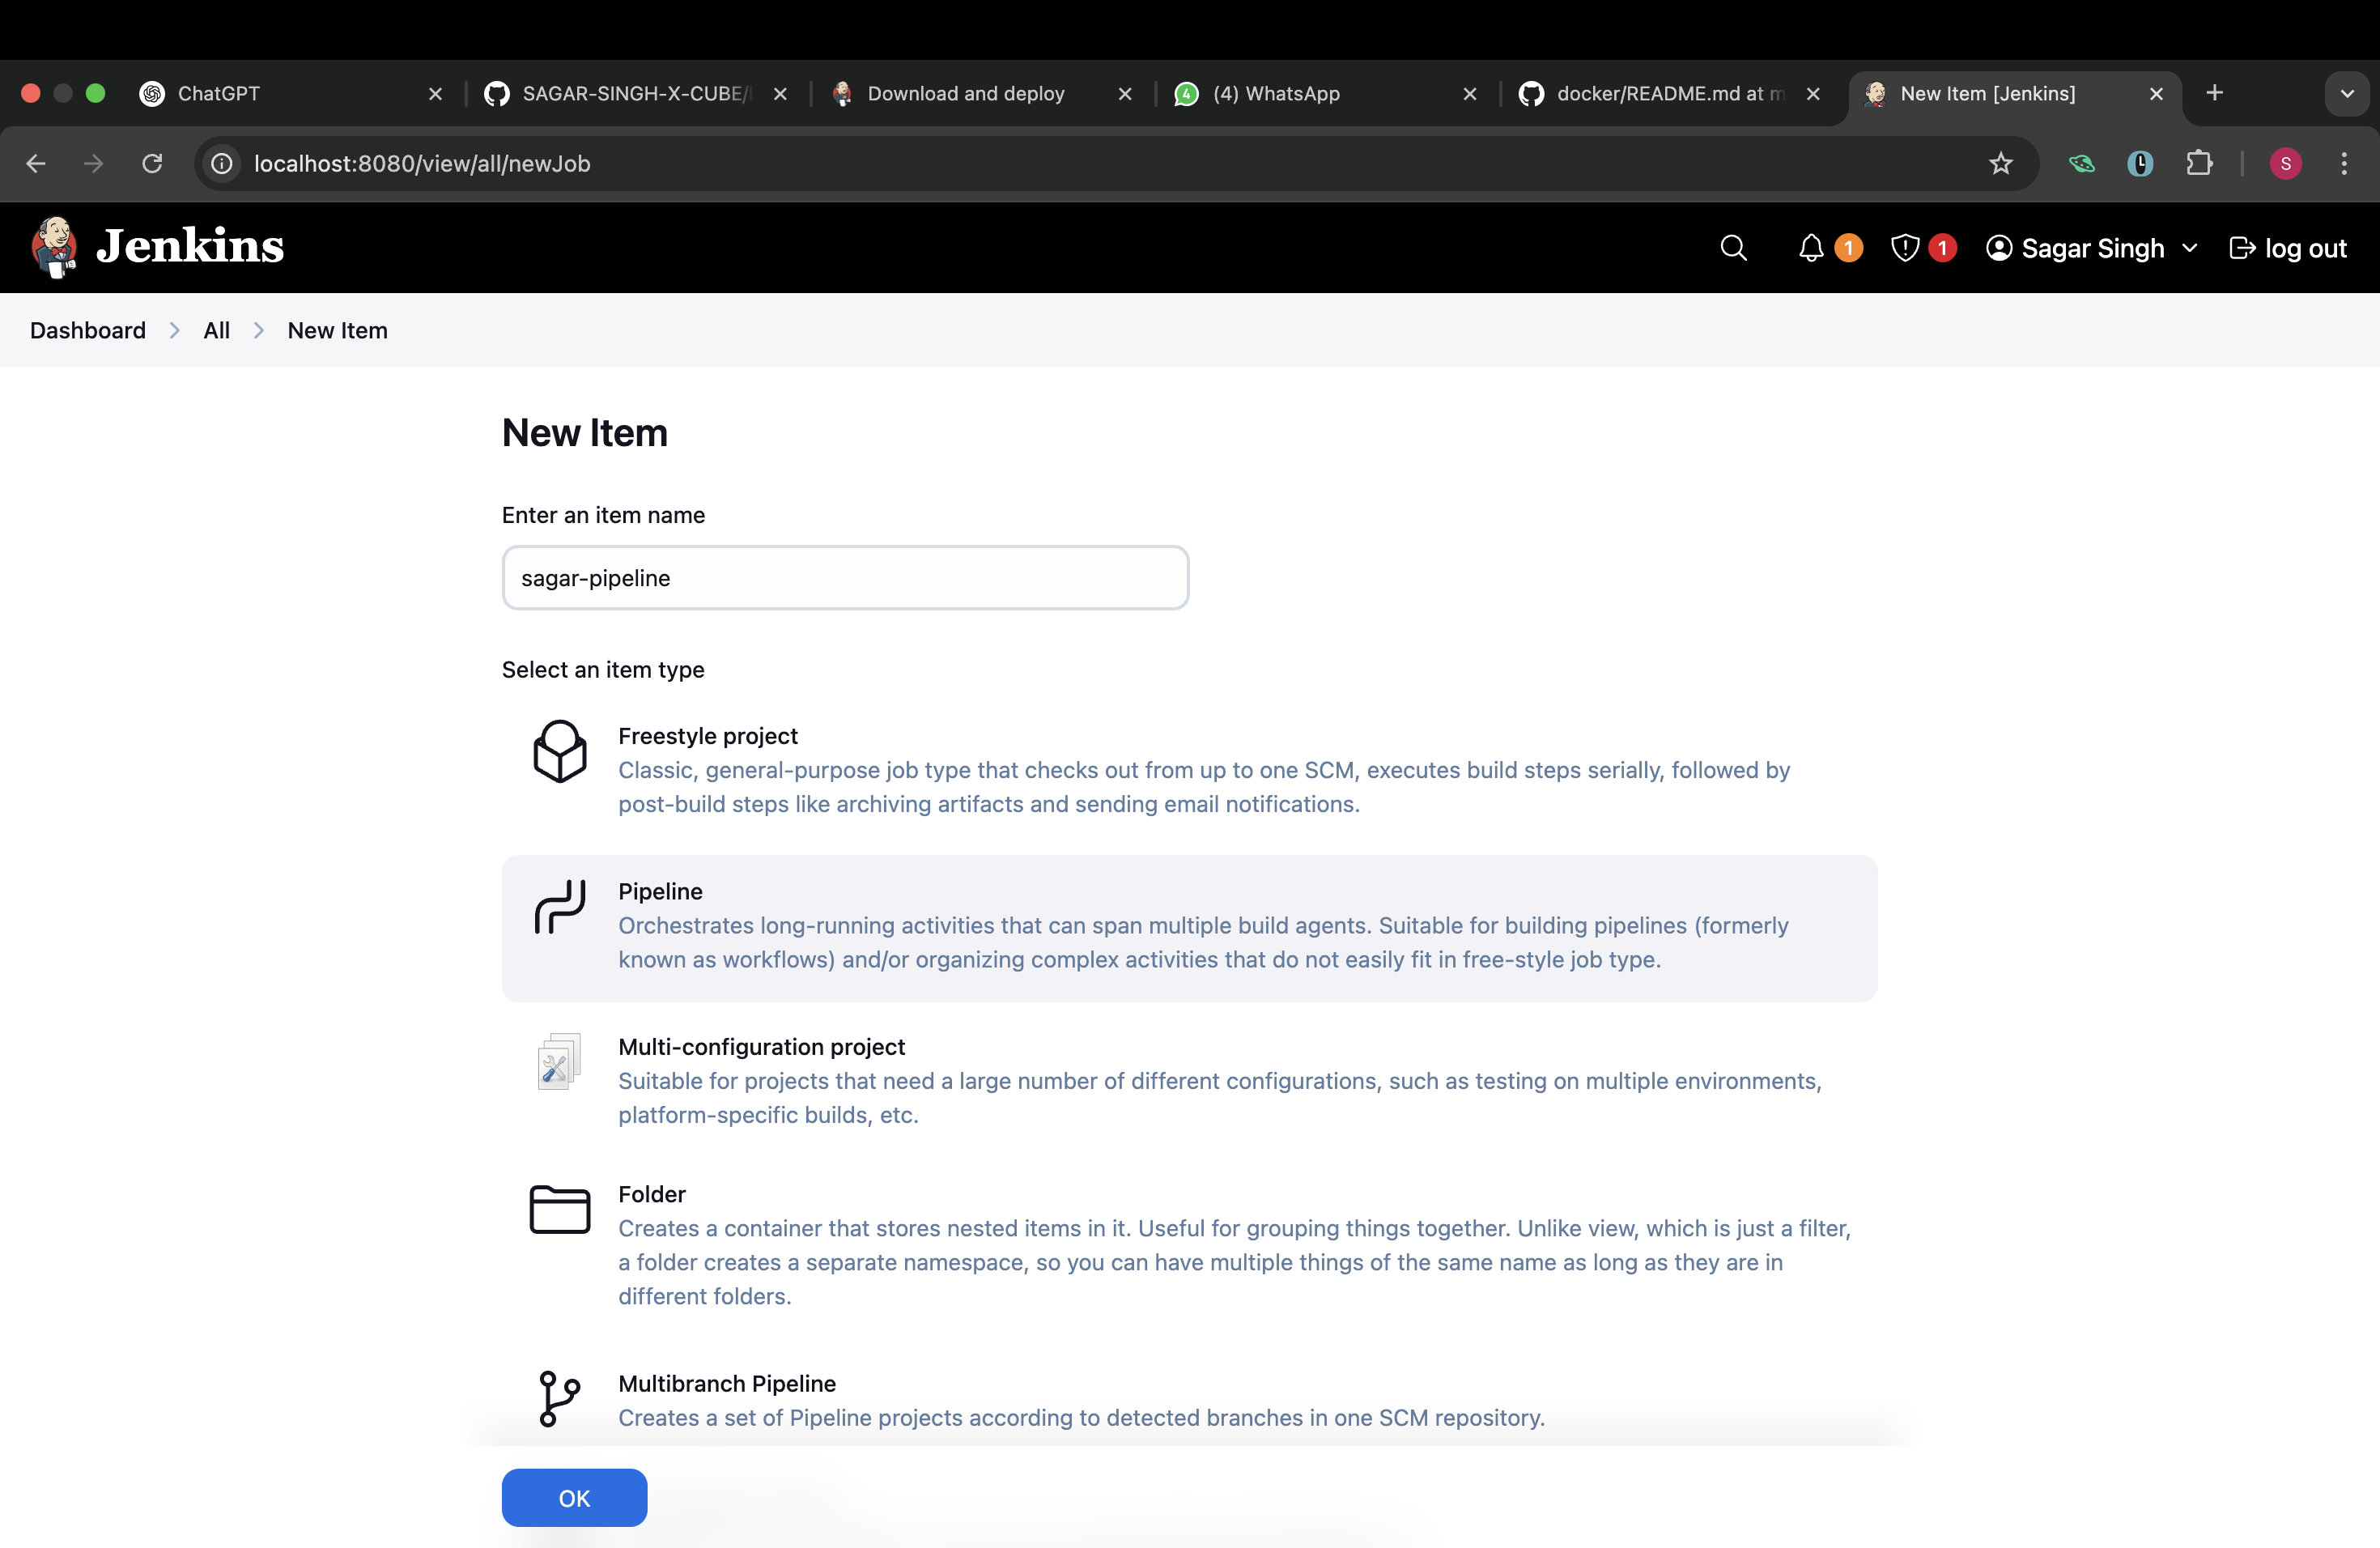 ChatGPT
SAGAR-SINGH-X-CUBE/
Download and deploy
4
(4) WhatsApp
docker/README.md at m
New Item [Jenkins]
localhost:8080/view/all/newJob
S
Jenkins
1
1
Sagar Singh
log out
Dashboard
All
New Item
New Item
Enter an item name
sagar-pipeline
Select an item type
Freestyle project
Classic, general-purpose job type that checks out from up to one SCM, executes build steps serially, followed by
post-build steps like archiving artifacts and sending email notifications.
Pipeline
Orchestrates long-running activities that can span multiple build agents. Suitable for building pipelines (formerly
known as workflows) and/or organizing complex activities that do not easily fit in free-style job type.
Multi-configuration project
Suitable for projects that need a large number of different configurations, such as testing on multiple environments,
platform-specific builds, etc.
Folder
Creates a container that stores nested items in it. Useful for grouping things together. Unlike view, which is just a filter,
a folder creates a separate namespace, so you can have multiple things of the same name as long as they are in
different folders.
Multibranch Pipeline
Creates a set of Pipeline projects according to detected branches in one SCM repository.
OK